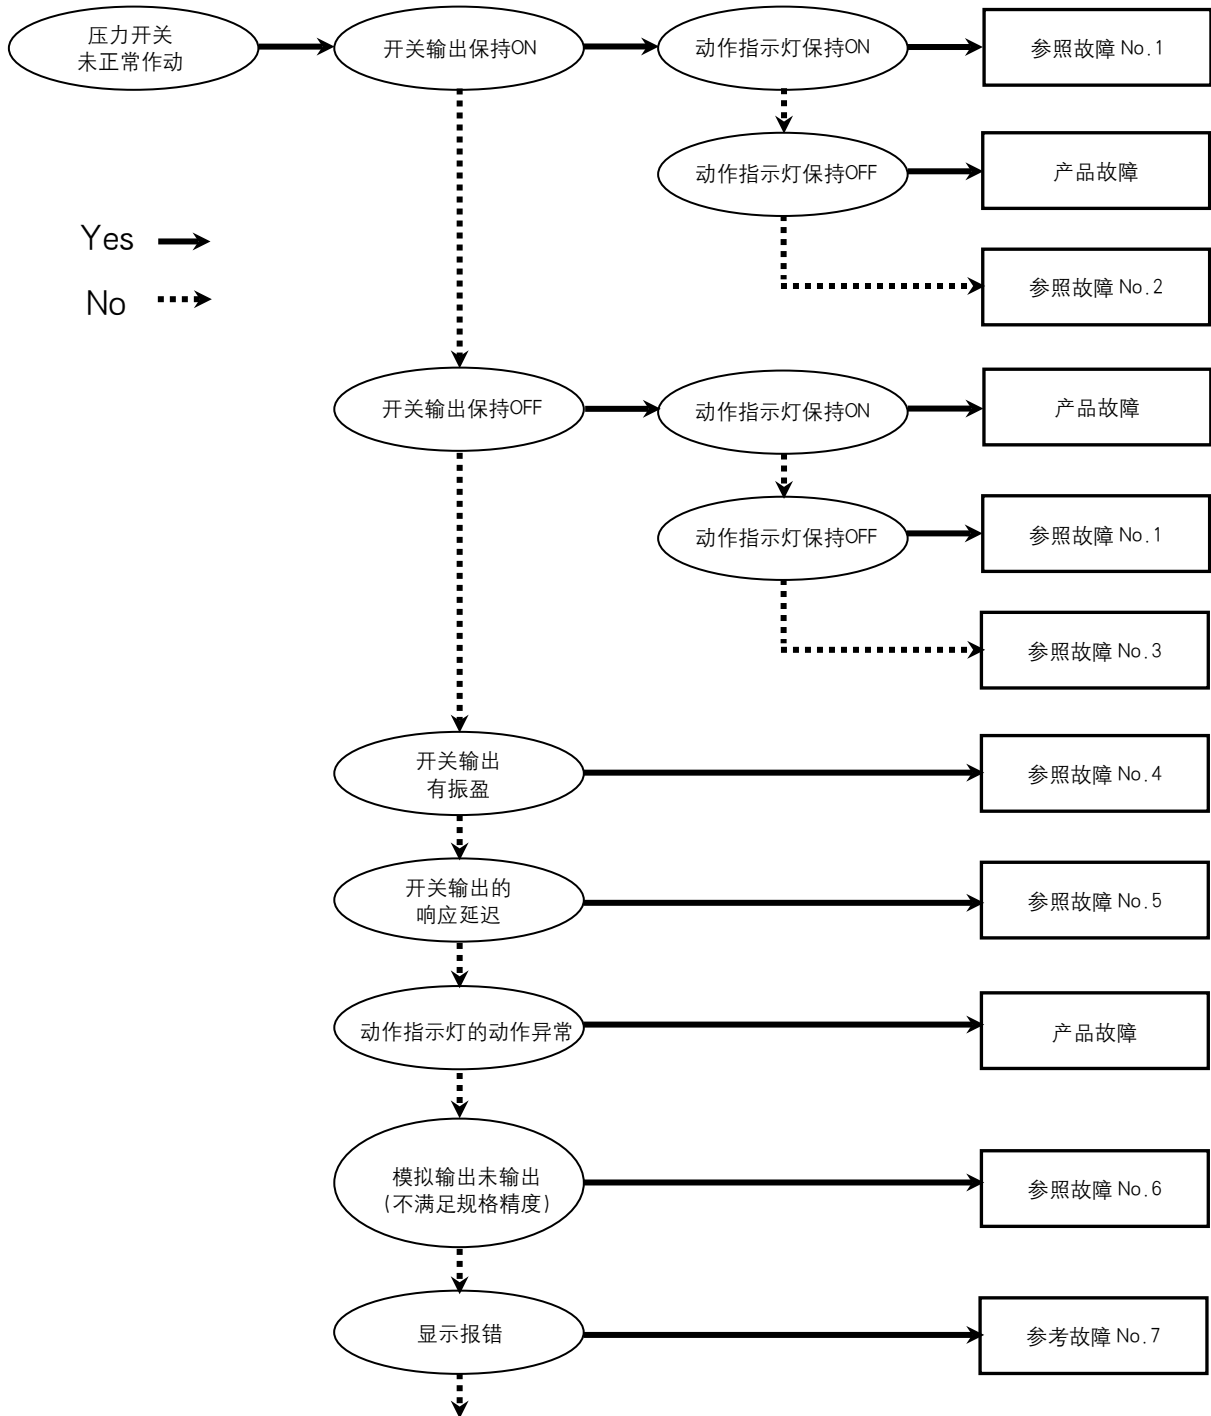 压力开关
未正常作动
开关输出保持ON
动作指示灯保持ON
参照故障 No.1
动作指示灯保持OFF
产品故障
参照故障 No.2
Yes
No
开关输出保持OFF
动作指示灯保持ON
产品故障
动作指示灯保持OFF
参照故障 No.1
参照故障 No.3
开关输出
有振盈
参照故障 No.4
开关输出的
响应延迟
参照故障 No.5
动作指示灯的动作异常
产品故障
模拟输出未输出
(不满足规格精度)
参照故障 No.6
显示报错
参考故障 No.7